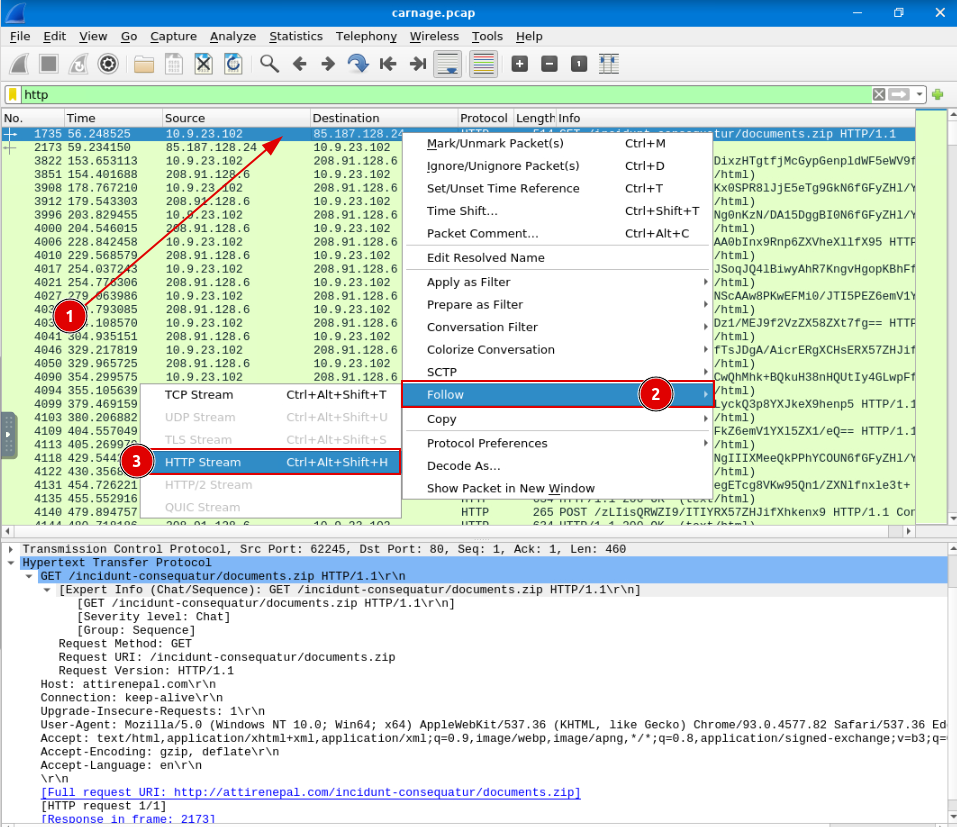 carnage.pcap
File Edit View Go Capture Analyze Statistics Telephony Wireless Tools Help
http
No. Time Source Destination Protocol Length Info
1735 56.248525 10.9.23.102 85.187.128.24 HTTP 514 GET /incidunt-consequatur/documents.zip HTTP/1.1
2173 59.234150 85.187.128.24 10.9.23.102
3822 153.653113 10.9.23.102 208.91.128.6 DixzHTgtfjMcGypGenpldWF5eWV9f
3851 154.401688 208.91.128.6 10.9.23.102 /html)
3908 178.767210 10.9.23.102 208.91.128.6 Kx0SPR8lJjE5eTg9GkN6fGFyZHl/Y
3912 179.543303 208.91.128.6 10.9.23.102 /html)
3996 203.829455 10.9.23.102 208.91.128.6 Ng0nKzN/DA15DggBI0N6fGFyZHl/Y
4000 204.546015 208.91.128.6 10.9.23.102 /html)
4006 228.842458 10.9.23.102 208.91.128.6 AA0bInx9Rnp6ZXVheXllfX95 HTTP
4010 229.568579 208.91.128.6 10.9.23.102 /html)
4017 254.037243 10.9.23.102 208.91.128.6 JSoqJQ4lBiwyAhR7KngvHgopKBhFf
4021 254.776306 208.91.128.6 10.9.23.102 /html)
4027 279.063986 10.9.23.102 208.91.128.6 NScAAw8PKwEFMi0/JTI5PEZ6emV1Y
.793085 208.91.128.6 10.9.23.102 /html)
.108570 10.9.23.102 208.91.128.6 Dz1/MEJ9f2VzZX58ZXt7fg== HTTP
4041 304.935151 208.91.128.6 10.9.23.102 /html)
4046 329.217819 10.9.23.102 208.91.128.6 fTsJDgA/AicrERgXCHsERX57ZHJif
4050 329.965725 208.91.128.6 10.9.23.102 /html)
4090 354.299575 10.9.23.102 208.91.128.6 CwQhMhk+BQkuH38nHQUtIy4GLwpFf
4094 355.105639 /html)
4099 379.469159 LyckQ3p8YXJkeX9henp5 HTTP/1.1
4103 380.206882 /html)
4109 404.557049 FkZ6emV1YXl5ZX1/eQ== HTTP/1.1
4113 405.269970 /html)
4118 429.544 NgIIIXMeeQkPPhYCOUN6fGFyZHl/Y
4122 430.3568 /html)
4131 454.726221 egETcg8VKw95Qn1/ZXNlfnxle3t+
4135 455.552916 HTTP/1.1 200 OK (text/html)
4140 479.894757 HTTP 265 POST /zLIisQRWZI9/ITIYRX57ZHJifXhkenx9 HTTP/1.1 Con
4144 480.718186 208.91.128.6 10.9.23.102 HTTP 634 HTTP/1.1 200 OK (text/html)
Mark/Unmark Packet(s) Ctrl+M
Ignore/Unignore Packet(s) Ctrl+D
Set/Unset Time Reference Ctrl+T
Time Shift… Ctrl+Shift+T
Packet Comment… Ctrl+Alt+C
Edit Resolved Name
Apply as Filter
Prepare as Filter
Conversation Filter
Colorize Conversation
SCTP
Follow
Copy
Protocol Preferences
Decode As…
Show Packet in New Window
TCP Stream Ctrl+Alt+Shift+T
UDP Stream Ctrl+Alt+Shift+U
TLS Stream Ctrl+Alt+Shift+S
HTTP Stream Ctrl+Alt+Shift+H
HTTP/2 Stream
QUIC Stream
1
2
3
Transmission Control Protocol, Src Port: 62245, Dst Port: 80, Seq: 1, Ack: 1, Len: 460
Hypertext Transfer Protocol
GET /incidunt-consequatur/documents.zip HTTP/1.1\r\n
[Expert Info (Chat/Sequence): GET /incidunt-consequatur/documents.zip HTTP/1.1\r\n]
[GET /incidunt-consequatur/documents.zip HTTP/1.1\r\n]
[Severity level: Chat]
[Group: Sequence]
Request Method: GET
Request URI: /incidunt-consequatur/documents.zip
Request Version: HTTP/1.1
Host: attirenepal.com\r\n
Connection: keep-alive\r\n
Upgrade-Insecure-Requests: 1\r\n
User-Agent: Mozilla/5.0 (Windows NT 10.0; Win64; x64) AppleWebKit/537.36 (KHTML, like Gecko) Chrome/93.0.4577.82 Safari/537.36 Ed
Accept: text/html,application/xhtml+xml,application/xml;q=0.9,image/webp,image/apng,*/*;q=0.8,application/signed-exchange;v=b3;q=
Accept-Encoding: gzip, deflate\r\n
Accept-Language: en\r\n
\r\n
[Full request URI: http://attirenepal.com/incidunt-consequatur/documents.zip]
[HTTP request 1/1]
[Response in frame: 2173]